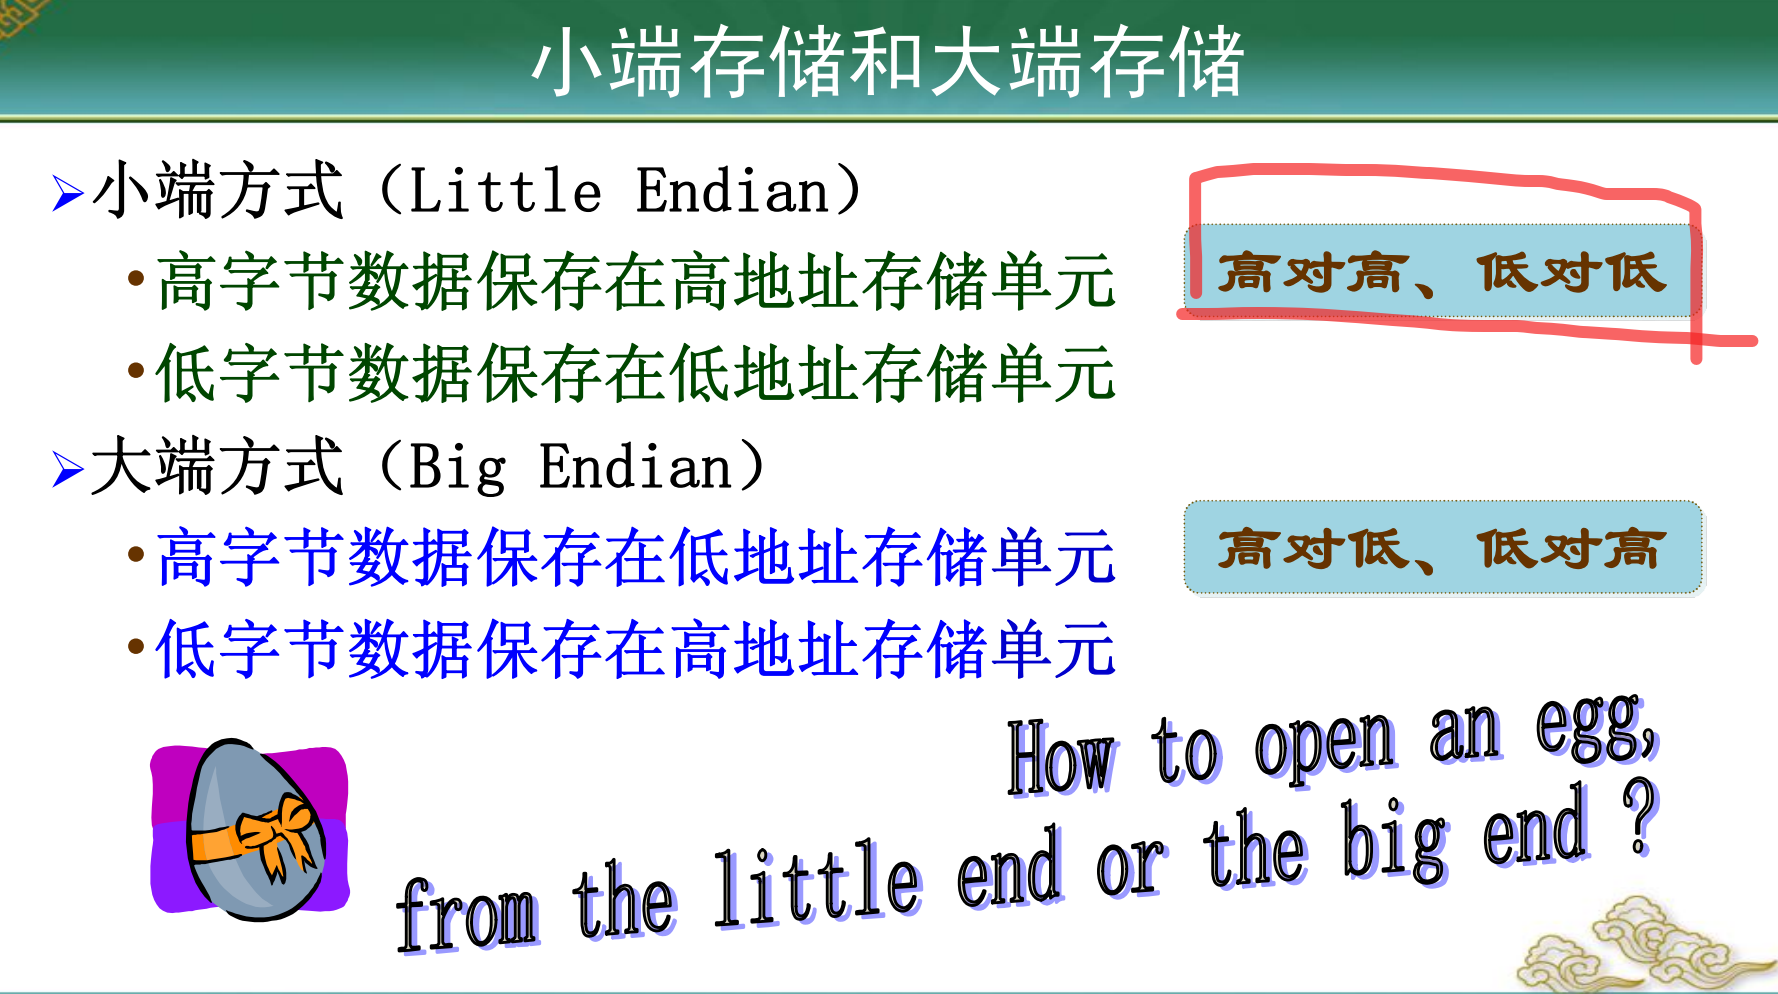 小端存储和大端存储
小端方式（Little Endian）
高字节数据保存在高地址存储单元
低字节数据保存在低地址存储单元
高对高、低对低
大端方式（Big Endian）
高字节数据保存在低地址存储单元
低字节数据保存在高地址存储单元
高对低、低对高
How to open an egg,
from the little end or the big end ?